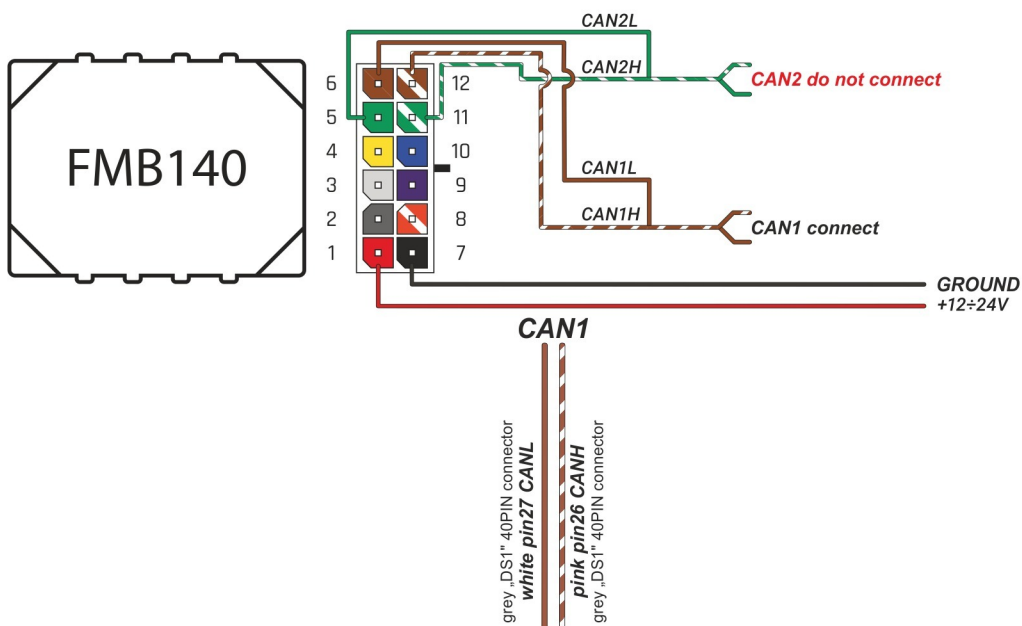 CAN2L
CAN2H
CAN2 do not connect
FMB140
6 12
5 11
4 10
3 9
2 8
1 7
CAN1L
CAN1H
CAN1 connect
GROUND
+12÷24V
CAN1
grey „DS1" 40PIN connector
white pin27 CANL
pink pin26 CANH
grey „DS1" 40PIN connector